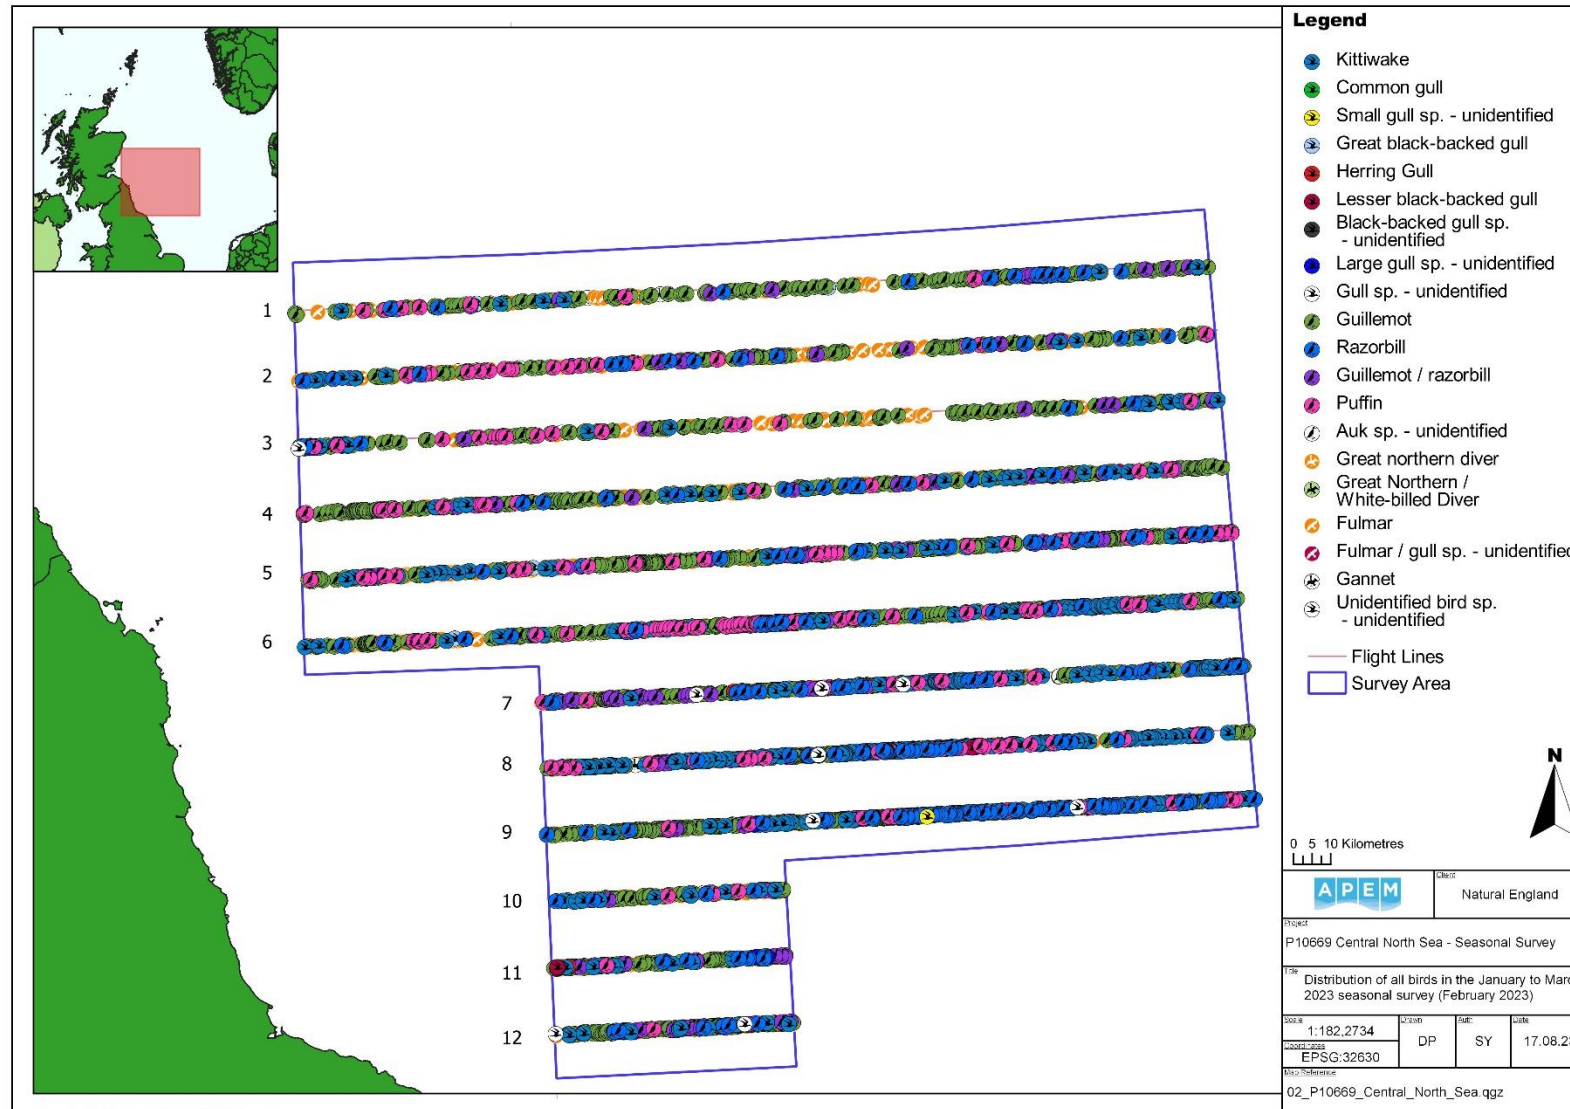 Legend
Kittiwake
Common gull
Small gull sp. - unidentified
Great black-backed gull
Herring Gull
Lesser black-backed gull
Black-backed gull sp.
- unidentified
Large gull sp. - unidentified
Gull sp. - unidentified
Guillemot
Razorbill
Guillemot / razorbill
Puffin
Auk sp. - unidentified
Great northern diver
Great Northern /
White-billed Diver
Fulmar
Fulmar / gull sp. - unidentified
Gannet
Unidentified bird sp.
- unidentified
Flight Lines
Survey Area
1
2
3
4
5
6
7
8
9
10
11
12
N
0 5 10 Kilometres
APEM
Client
Natural England
Project
P10669 Central North Sea - Seasonal Survey
Title
Distribution of all birds in the January to Mar
2023 seasonal survey (February 2023)
Scale
1:182,2734
Drawn
DP
Auth
SY
Date
17.08.2
Coordinates
EPSG:32630
Map Reference
02_P10669_Central_North_Sea.qgz